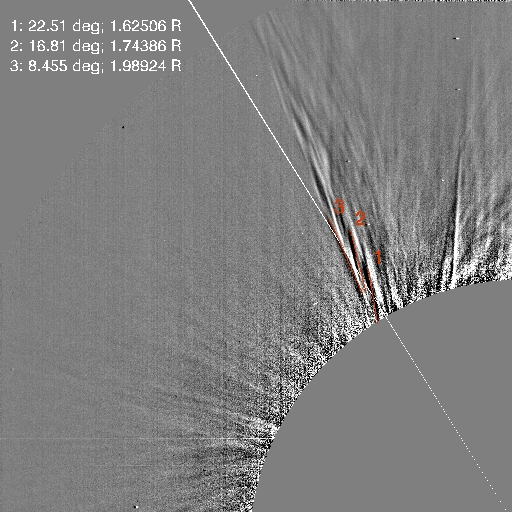 1: 22.51 deg; 1.62506 R
2: 16.81 deg; 1.74386 R
3: 8.455 deg; 1.98924 R
3 2
1